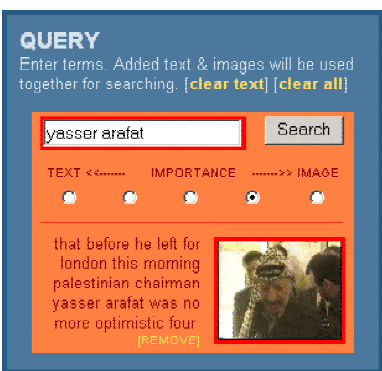 QUERY
Enter terms. Added text & images will be used
together for searching. [clear text] [clear all]
yasser arafat
Search
TEXT <<------- IMPORTANCE ------->> IMAGE
that before he left for
london this morning
palestinian chairman
yasser arafat was no
more optimistic four
[REMOVE]